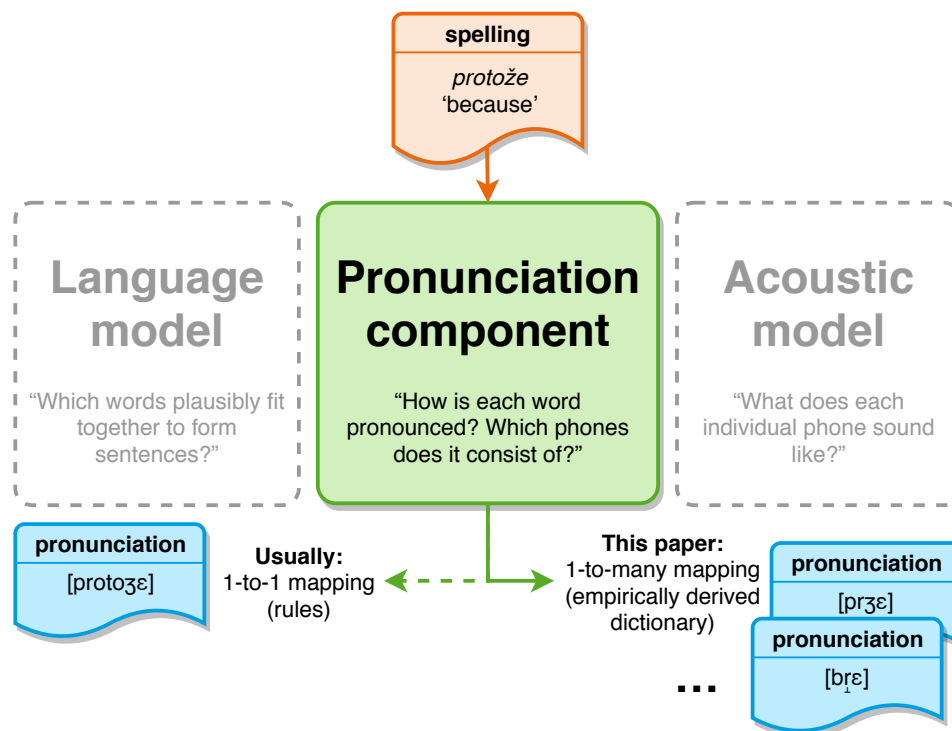 spelling
protože
‘because’
Language
model
“Which words plausibly fit
together to form
sentences?”
Pronunciation
component
“How is each word
pronounced? Which phones
does it consist of?”
Acoustic
model
“What does each
individual phone sound
like?”
pronunciation
[protoʒɛ]
Usually:
1-to-1 mapping
(rules)
This paper:
1-to-many mapping
(empirically derived
dictionary)
pronunciation
[prʒɛ]
...
pronunciation
[br̞ɛ]